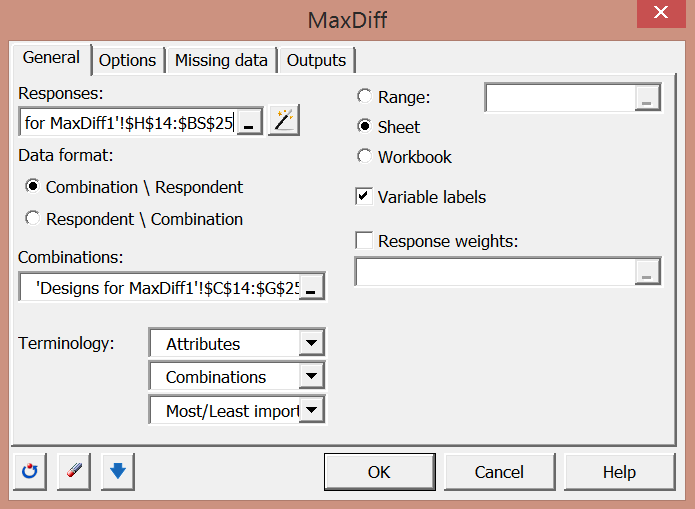 MaxDiff
General
Options
Missing data
Outputs
Responses:
for MaxDiff1'!$H$14:$BS$25
Data format:
Combination \ Respondent
Respondent \ Combination
Combinations:
'Designs for MaxDiff1'!$C$14:$G$25
Terminology:
Attributes
Combinations
Most/Least import
Range:
Sheet
Workbook
Variable labels
Response weights:
OK
Cancel
Help